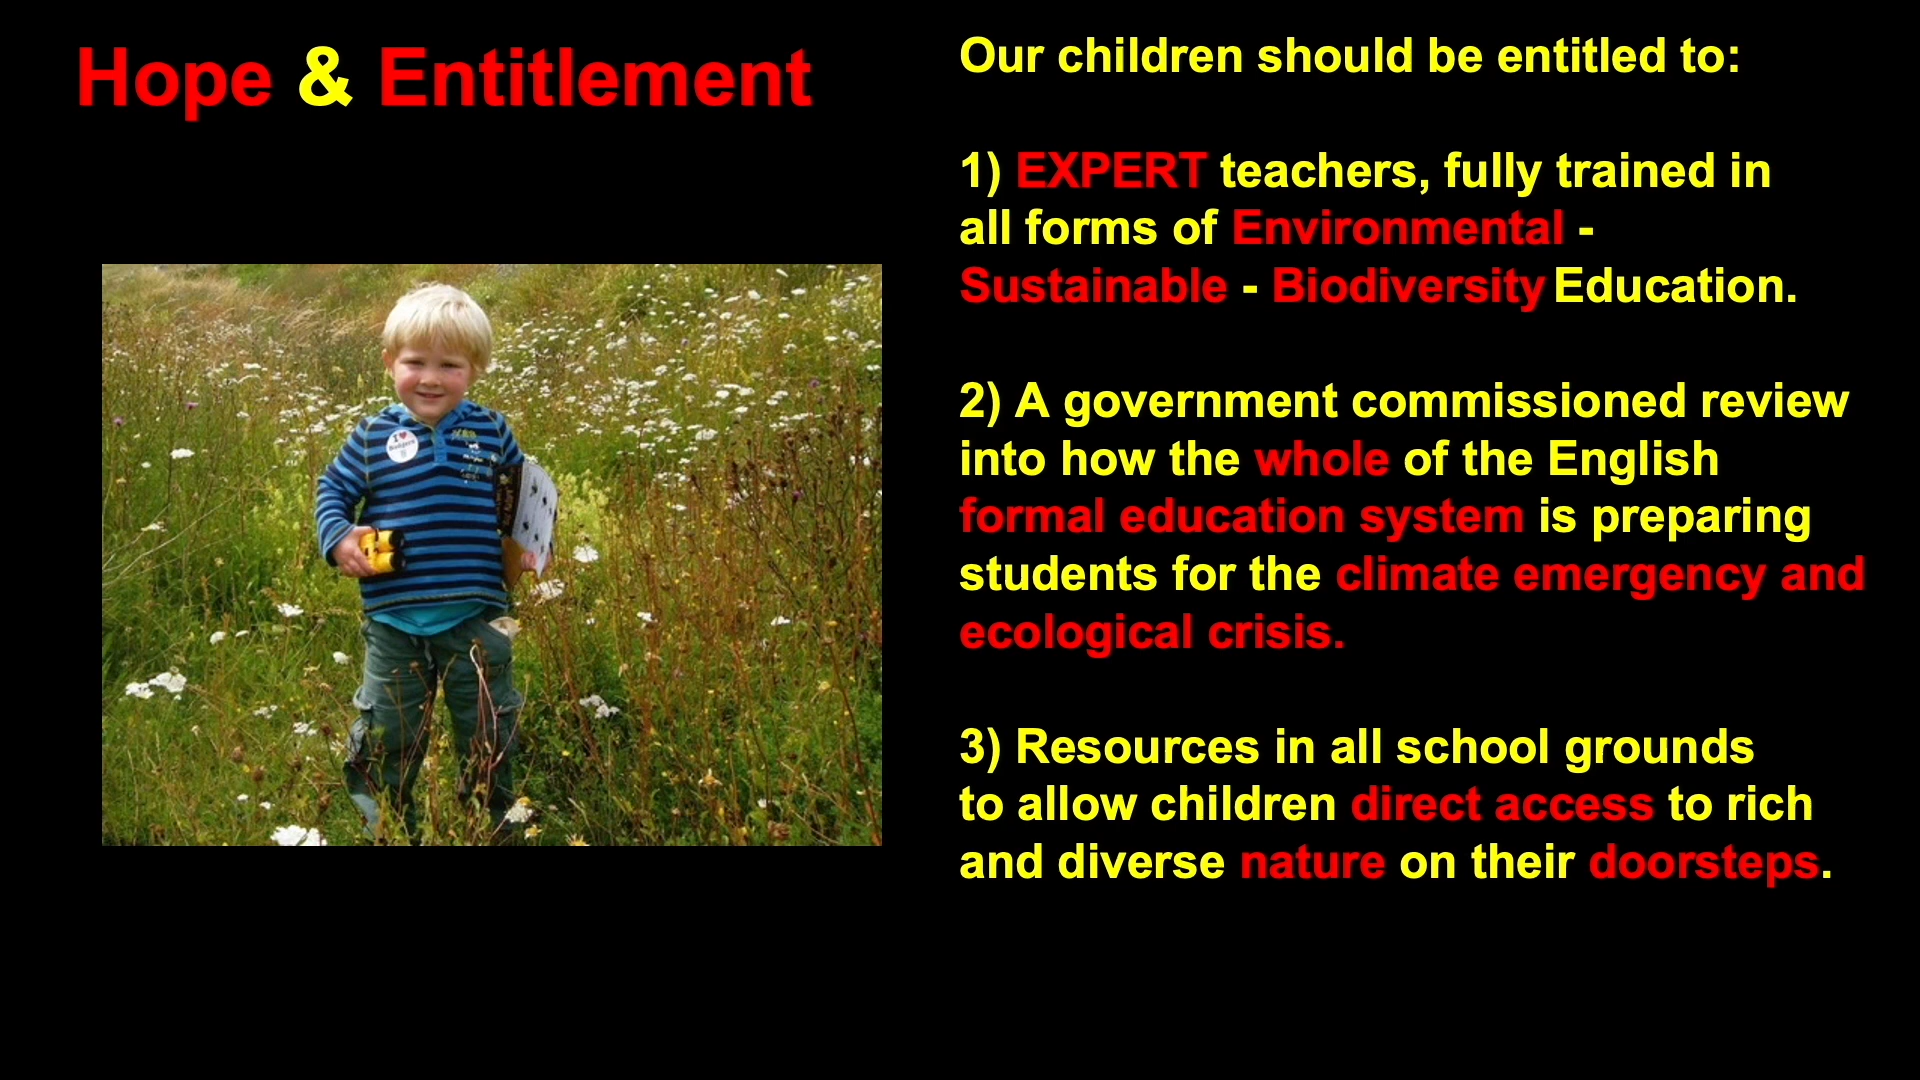 Hope & Entitlement
Our children should be entitled to:
1) EXPERT teachers, fully trained in
all forms of Environmental -
Sustainable - Biodiversity Education.
2) A government commissioned review
into how the whole of the English
formal education system is preparing
students for the climate emergency and
ecological crisis.
3) Resources in all school grounds
to allow children direct access to rich
and diverse nature on their doorsteps.
I